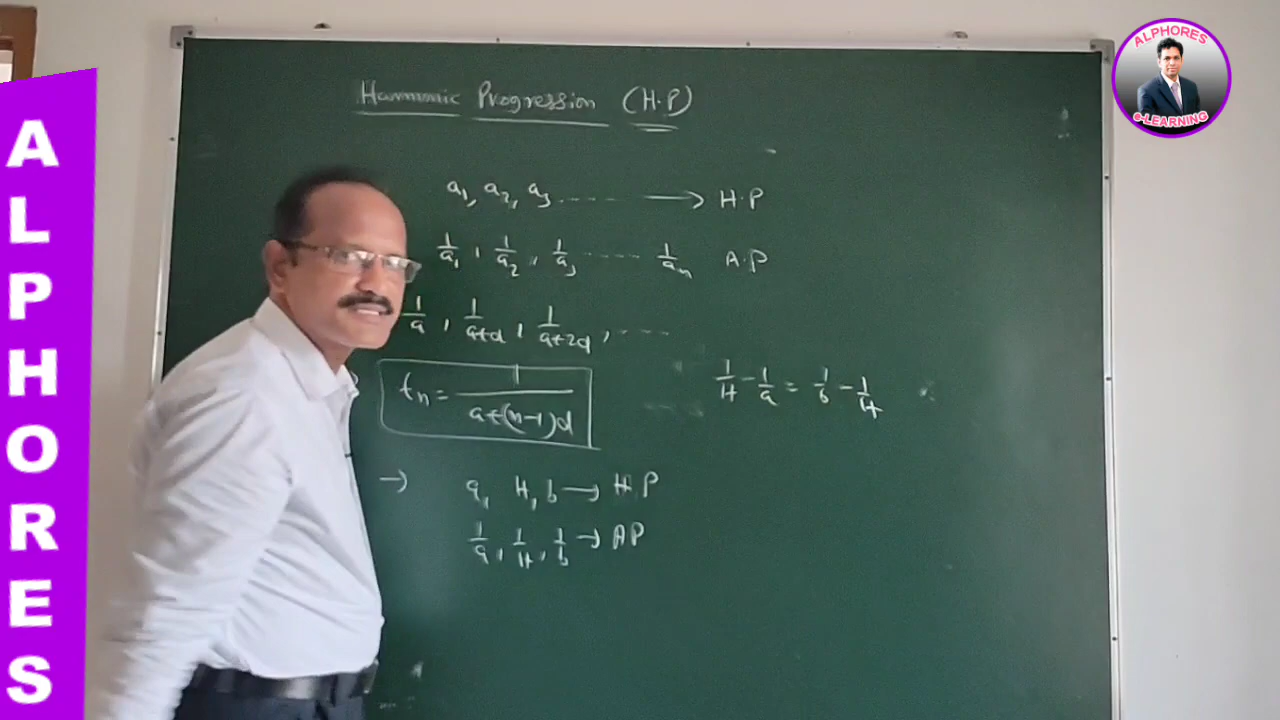 ALPHORES
ALPHORES
e-LEARNING
Harmonic Progression (H.P)
a₁, a₂, a₃ ...... → H.P
1/a₁, 1/a₂, 1/a₃ ...... 1/aₙ A.P
1/a, 1/(a+d), 1/(a+2d), ......
tₙ = 1/(a+(n-1)d)
1/H - 1/a = 1/b - 1/H
→ a, H, b → H.P
1/a, 1/H, 1/b → AP